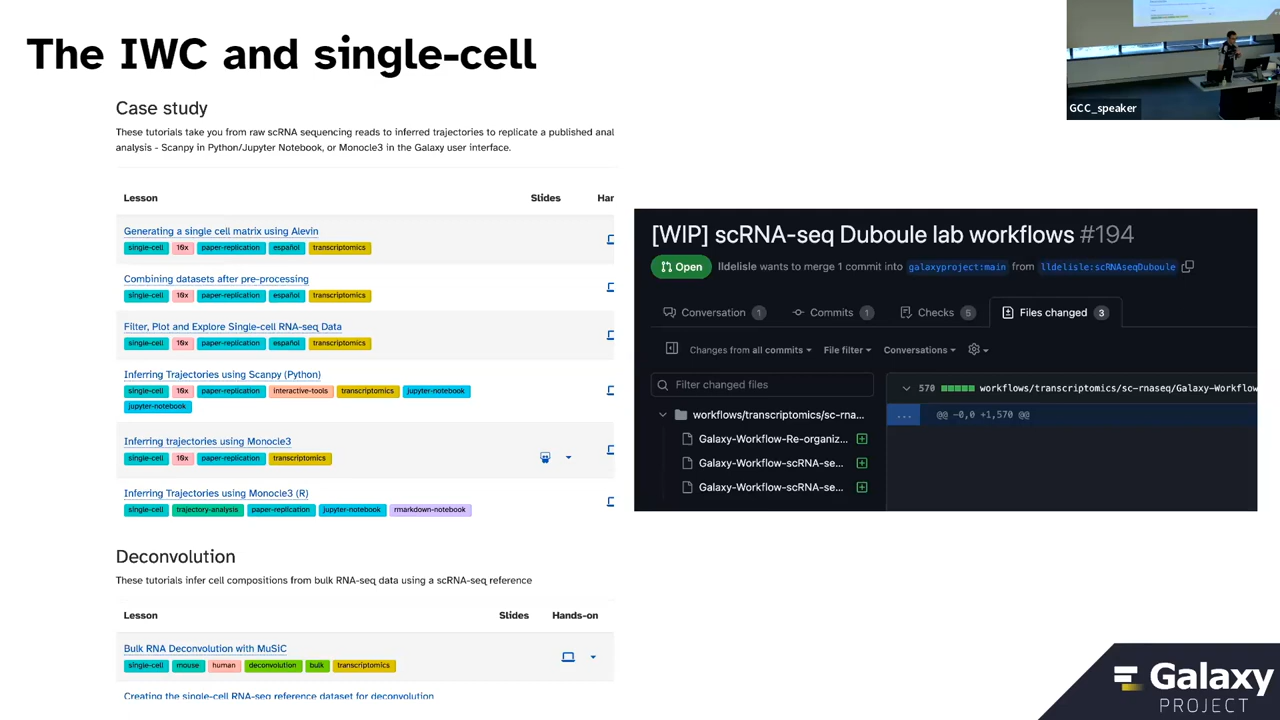 The IWC and single-cell
GCC_speaker
Case study
These tutorials take you from raw scRNA sequencing reads to inferred trajectories to replicate a published anal
analysis - Scanpy in Python/Jupyter Notebook, or Monocle3 in the Galaxy user interface.
Lesson Slides Har
Generating a single cell matrix using Alevin
single-cell 10x paper-replication español transcriptomics
Combining datasets after pre-processing
single-cell 10x paper-replication español transcriptomics
Filter, Plot and Explore Single-cell RNA-seq Data
single-cell 10x paper-replication español transcriptomics
Inferring Trajectories using Scanpy (Python)
single-cell 10x paper-replication interactive-tools transcriptomics jupyter-notebook
jupyter-notebook
Inferring trajectories using Monocle3
single-cell 10x paper-replication transcriptomics
Inferring Trajectories using Monocle3 (R)
single-cell trajectory-analysis paper-replication jupyter-notebook rmarkdown-notebook
Deconvolution
These tutorials infer cell compositions from bulk RNA-seq data using a scRNA-seq reference
Lesson Slides Hands-on
Bulk RNA Deconvolution with MuSiC
single-cell mouse human deconvolution bulk transcriptomics
Creating the single-cell RNA-seq reference dataset for deconvolution
[WIP] scRNA-seq Duboule lab workflows #194
Open lldelisle wants to merge 1 commit into galaxyproject:main from lldelisle:scRNAseqDuboule
Conversation 1 Commits 1 Checks 5 Files changed 3
Changes from all commits File filter Conversations
Filter changed files
570 workflows/transcriptomics/sc-rnaseq/Galaxy-Workflow
workflows/transcriptomics/sc-rna...
... @@ -0,0 +1,570 @@
Galaxy-Workflow-Re-organiz...
Galaxy-Workflow-scRNA-se...
Galaxy-Workflow-scRNA-se...
Galaxy
PROJECT